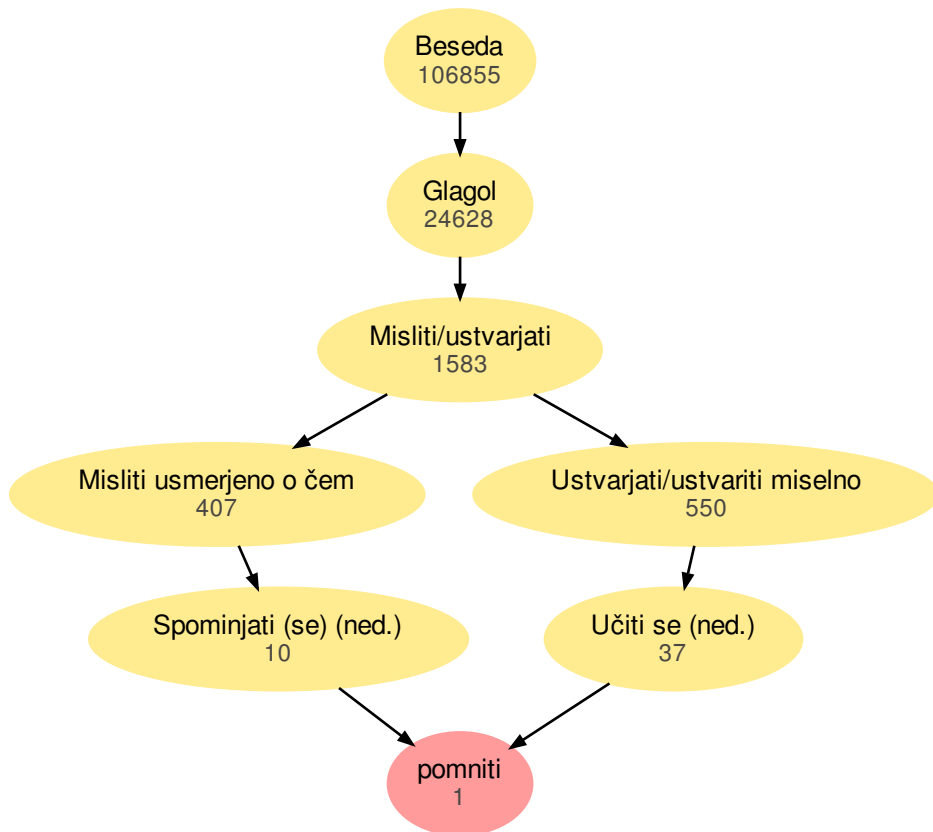 Beseda
106855
Glagol
24628
Misliti/ustvarjati
1583
Misliti usmerjeno o čem
407
Ustvarjati/ustvariti miselno
550
Spominjati (se) (ned.)
10
Učiti se (ned.)
37
pomniti
1